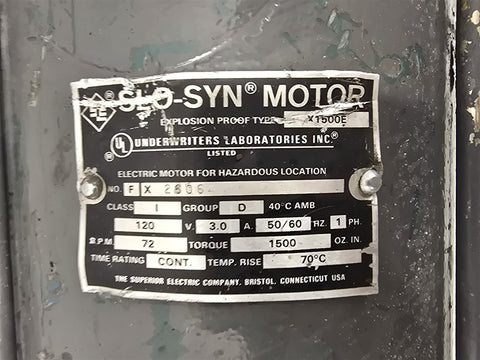 SLO-SYN® MOTOR
EXPLOSION PROOF TYPE X1500E
UL ® UNDERWRITERS LABORATORIES INC.®
LISTED
ELECTRIC MOTOR FOR HAZARDOUS LOCATION
NO. F X 2606
CLASS I GROUP D 40°C AMB
120 V. 3.0 A. 50/60 HZ. 1 PH.
R.P.M. 72 TORQUE 1500 OZ. IN.
TIME RATING CONT. TEMP. RISE 70°C
THE SUPERIOR ELECTRIC COMPANY, BRISTOL, CONNECTICUT USA